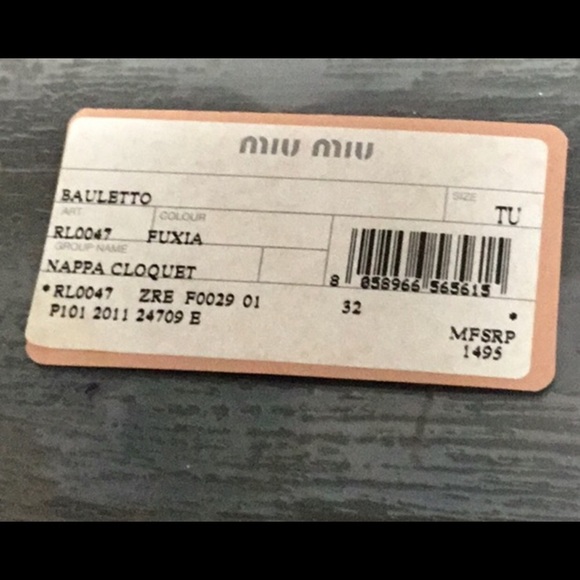 miu miu
BAULETTO
SIZE
TU
ART
COLOUR
RL0047 FUXIA
GROUP NAME
NAPPA CLOQUET
8 058966 565615
*RL0047 ZRE F0029 01 32 *
P101 2011 24709 E
MFSRP
1495